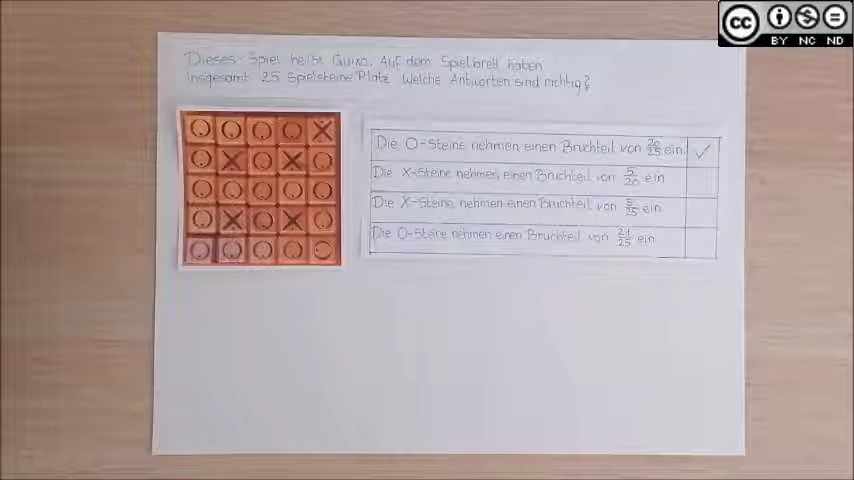 Dieses Spiel heißt Quixo. Auf dem Spielbrett haben
insgesamt 25 Spielsteine Platz. Welche Antworten sind richtig?
Die O-Steine nehmen einen Bruchteil von 20/25 ein. ✓
Die X-Steine nehmen einen Bruchteil von 5/20 ein
Die X-Steine nehmen einen Bruchteil von 5/25 ein
Die O-Steine nehmen einen Bruchteil von 21/25 ein
cc
BY NC ND